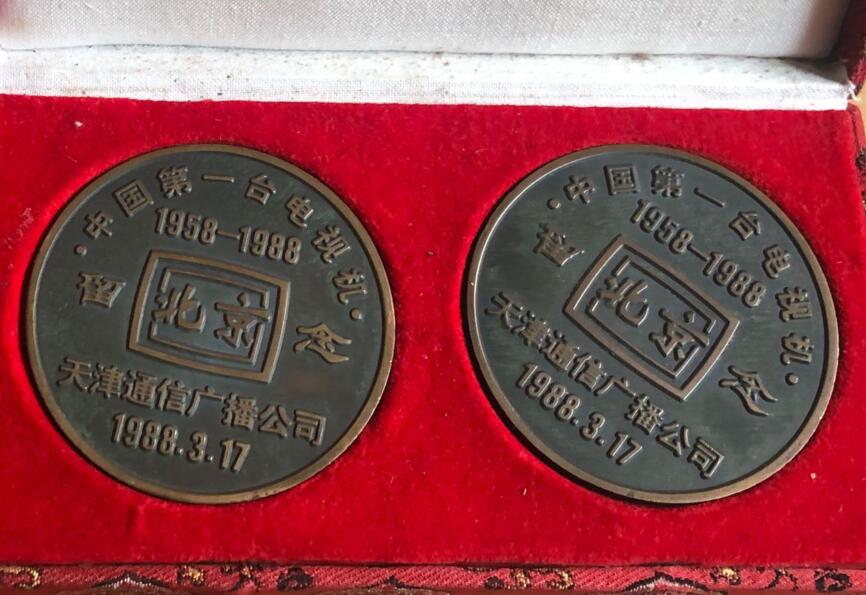 ·中国第一台电视机·
1958—1988
留 念
北京
天津通信广播公司
1988.3.17
·中国第一台电视机·
1958—1988
留 念
北京
天津通信广播公司
1988.3.17